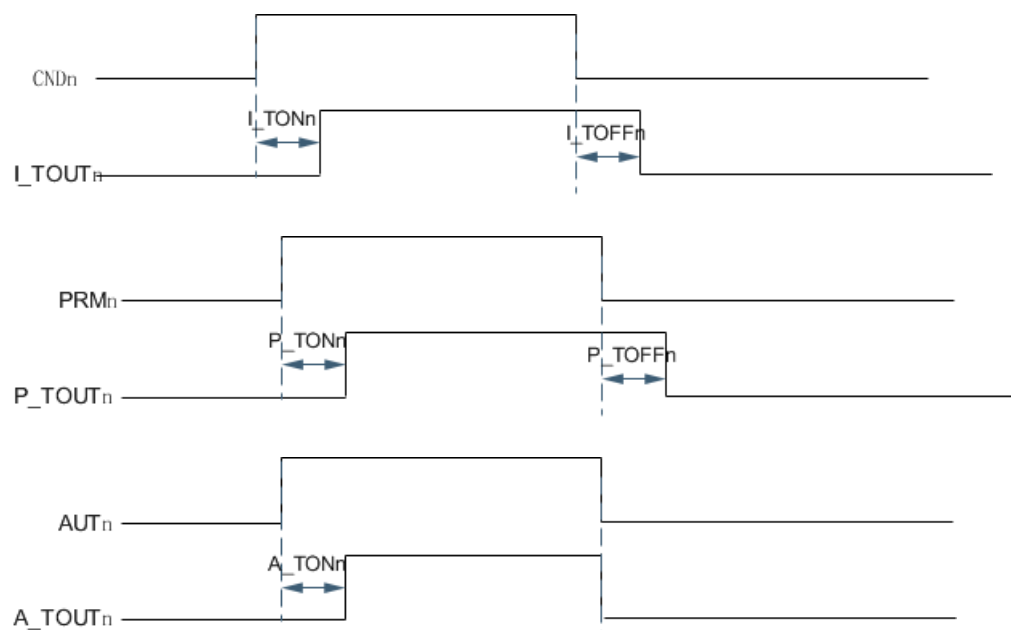 CNDn
I_TONn
I_TOFFn
I_TOUTn
PRMn
P_TONn
P_TOFFn
P_TOUTn
AUTn
A_TONn
A_TOUTn